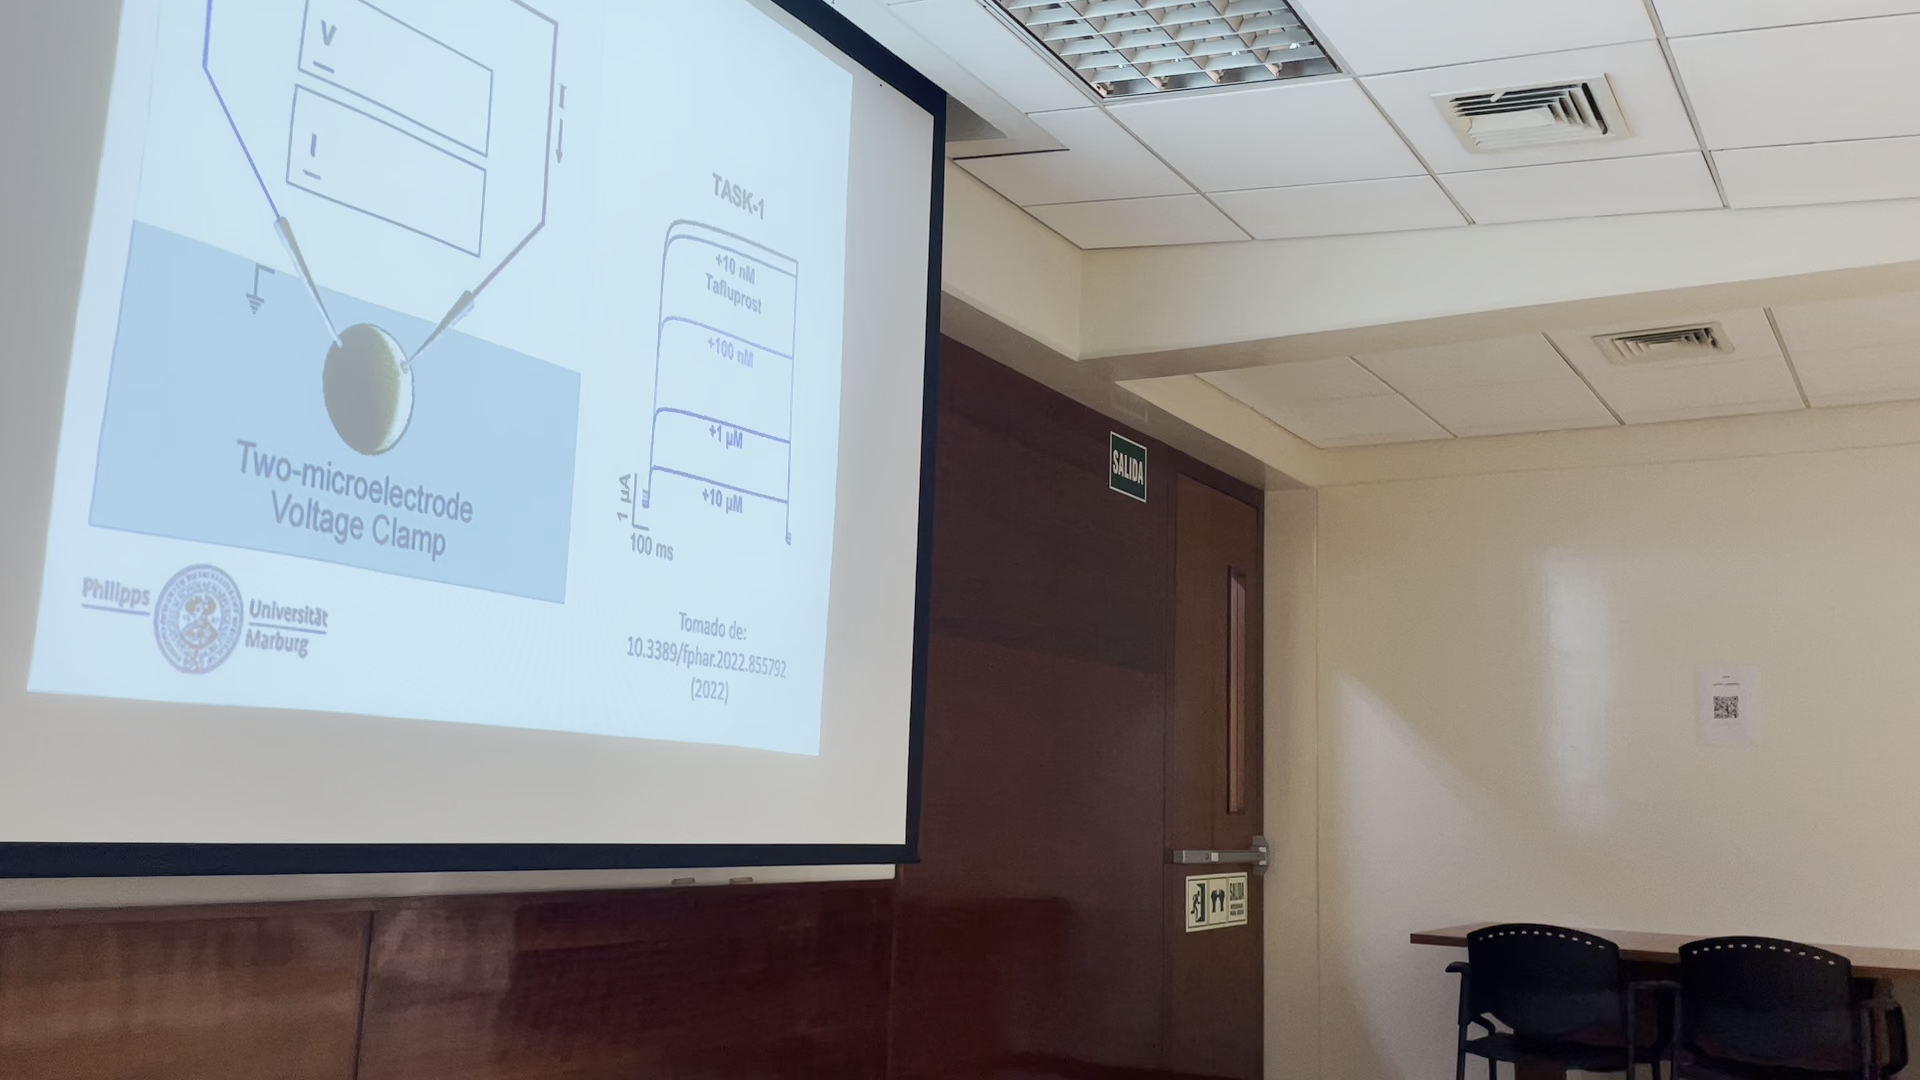 V
I
I
TASK-1
+10 nM
Tafluprost
+100 nM
+1 µM
+10 µM
1 µA
100 ms
Two-microelectrode
Voltage Clamp
Philipps
Universität
Marburg
Tomado de:
10.3389/fphar.2022.855792
(2022)
SALIDA
SALIDA